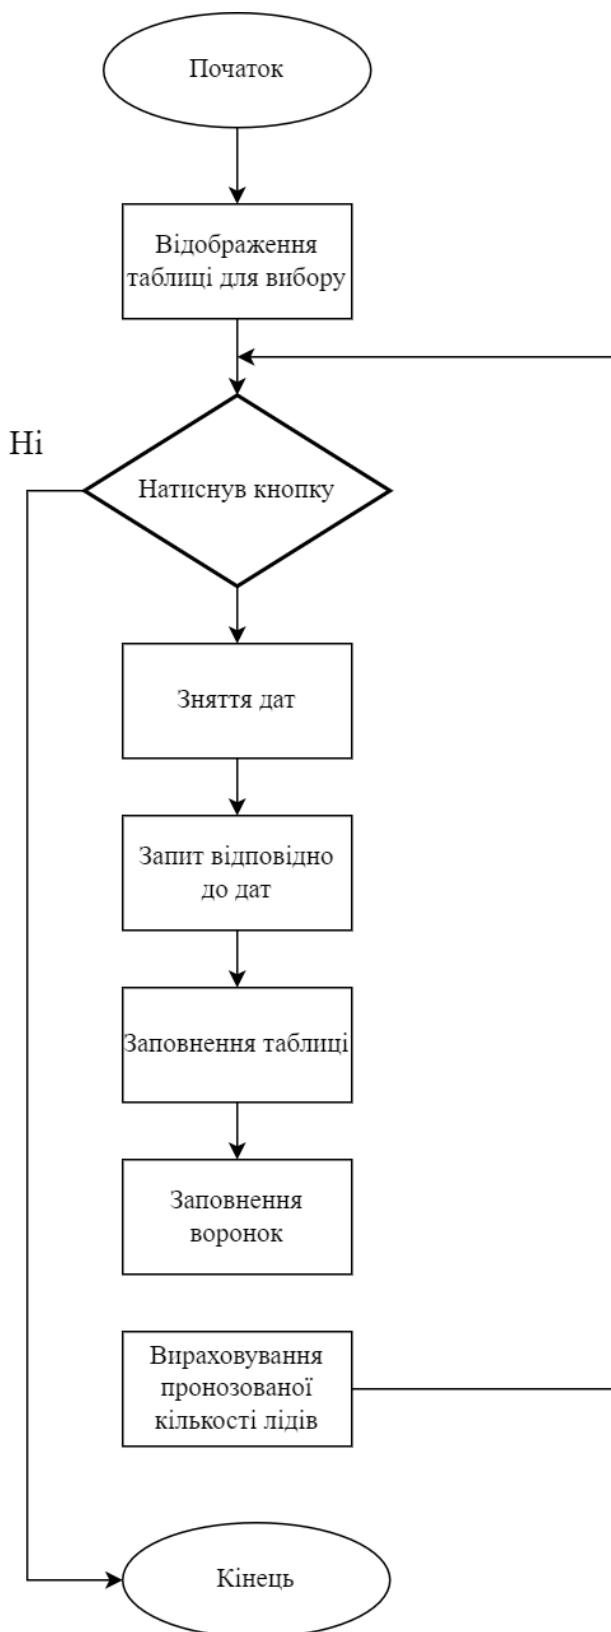 Початок
Відображення
таблиці для вибору
Ні
Натиснув кнопку
Зняття дат
Запит відповідно
до дат
Заповнення таблиці
Заповнення
воронок
Вираховування
пронозованої
кількості лідів
Кінець